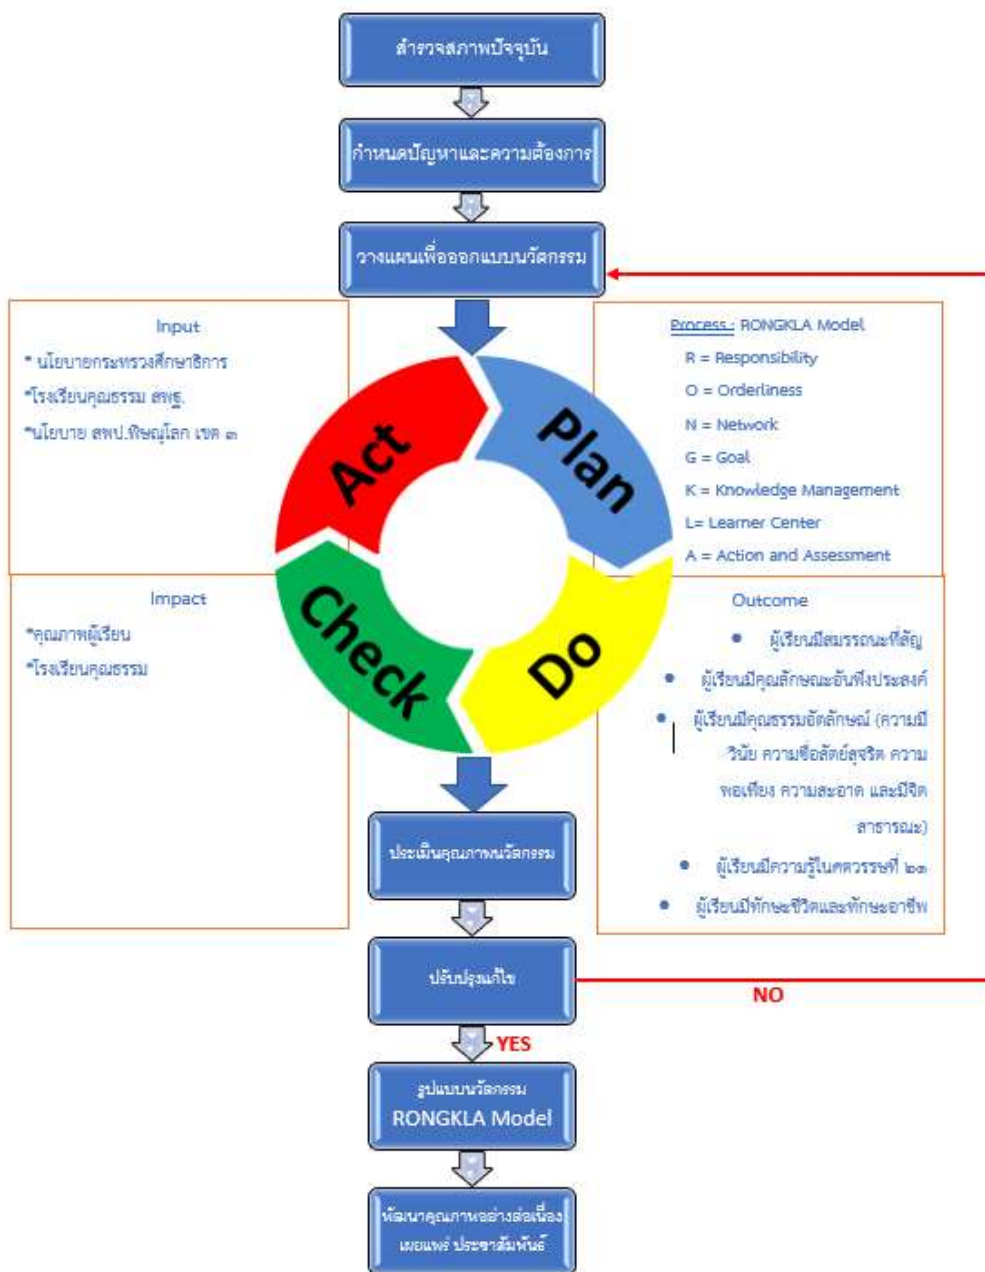 สำรวจสภาพปัจจุบัน
กำหนดปัญหาและความต้องการ
วางแผนเพื่อออกแบบนวัตกรรม
Input
* นโยบายกระทรวงศึกษาธิการ
*โรงเรียนคุณธรรม สพฐ.
*นโยบาย สพป.พิษณุโลก เขต ๓
Process : RONGKLA Model
R = Responsibility
O = Orderliness
N = Network
G = Goal
K = Knowledge Management
L= Learner Center
A = Action and Assessment
Act
Plan
Check
Do
Impact
*คุณภาพผู้เรียน
*โรงเรียนคุณธรรม
Outcome
• ผู้เรียนมีสมรรถนะที่สัญ
• ผู้เรียนมีคุณลักษณะอันพึงประสงค์
• ผู้เรียนมีคุณธรรมอัตลักษณ์ (ความมี
วินัย ความซื่อสัตย์สุจริต ความ
พอเพียง ความสะอาด และมีจิต
สาธารณะ)
• ผู้เรียนมีความรู้ในศตวรรษที่ ๒๑
• ผู้เรียนมีทักษะชีวิตและทักษะอาชีพ
ประเมินคุณภาพนวัตกรรม
ปรับปรุงแก้ไข
NO
YES
รูปแบบนวัตกรรม
RONGKLA Model
พัฒนาคุณภาพอย่างต่อเนื่อง
เผยแพร่ ประชาสัมพันธ์